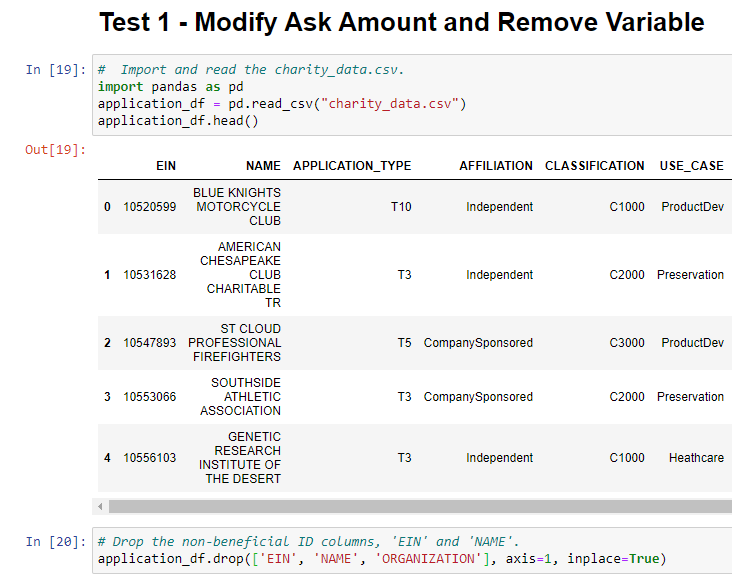 Test 1 - Modify Ask Amount and Remove Variable
In [19]: # Import and read the charity_data.csv.
import pandas as pd
application_df = pd.read_csv("charity_data.csv")
application_df.head()
Out[19]:
EIN NAME APPLICATION_TYPE AFFILIATION CLASSIFICATION USE_CASE
0 10520599 BLUE KNIGHTS MOTORCYCLE CLUB T10 Independent C1000 ProductDev
1 10531628 AMERICAN CHESAPEAKE CLUB CHARITABLE TR T3 Independent C2000 Preservation
2 10547893 ST CLOUD PROFESSIONAL FIREFIGHTERS T5 CompanySponsored C3000 ProductDev
3 10553066 SOUTHSIDE ATHLETIC ASSOCIATION T3 CompanySponsored C2000 Preservation
4 10556103 GENETIC RESEARCH INSTITUTE OF THE DESERT T3 Independent C1000 Heathcare
In [20]: # Drop the non-beneficial ID columns, 'EIN' and 'NAME'.
application_df.drop(['EIN', 'NAME', 'ORGANIZATION'], axis=1, inplace=True)